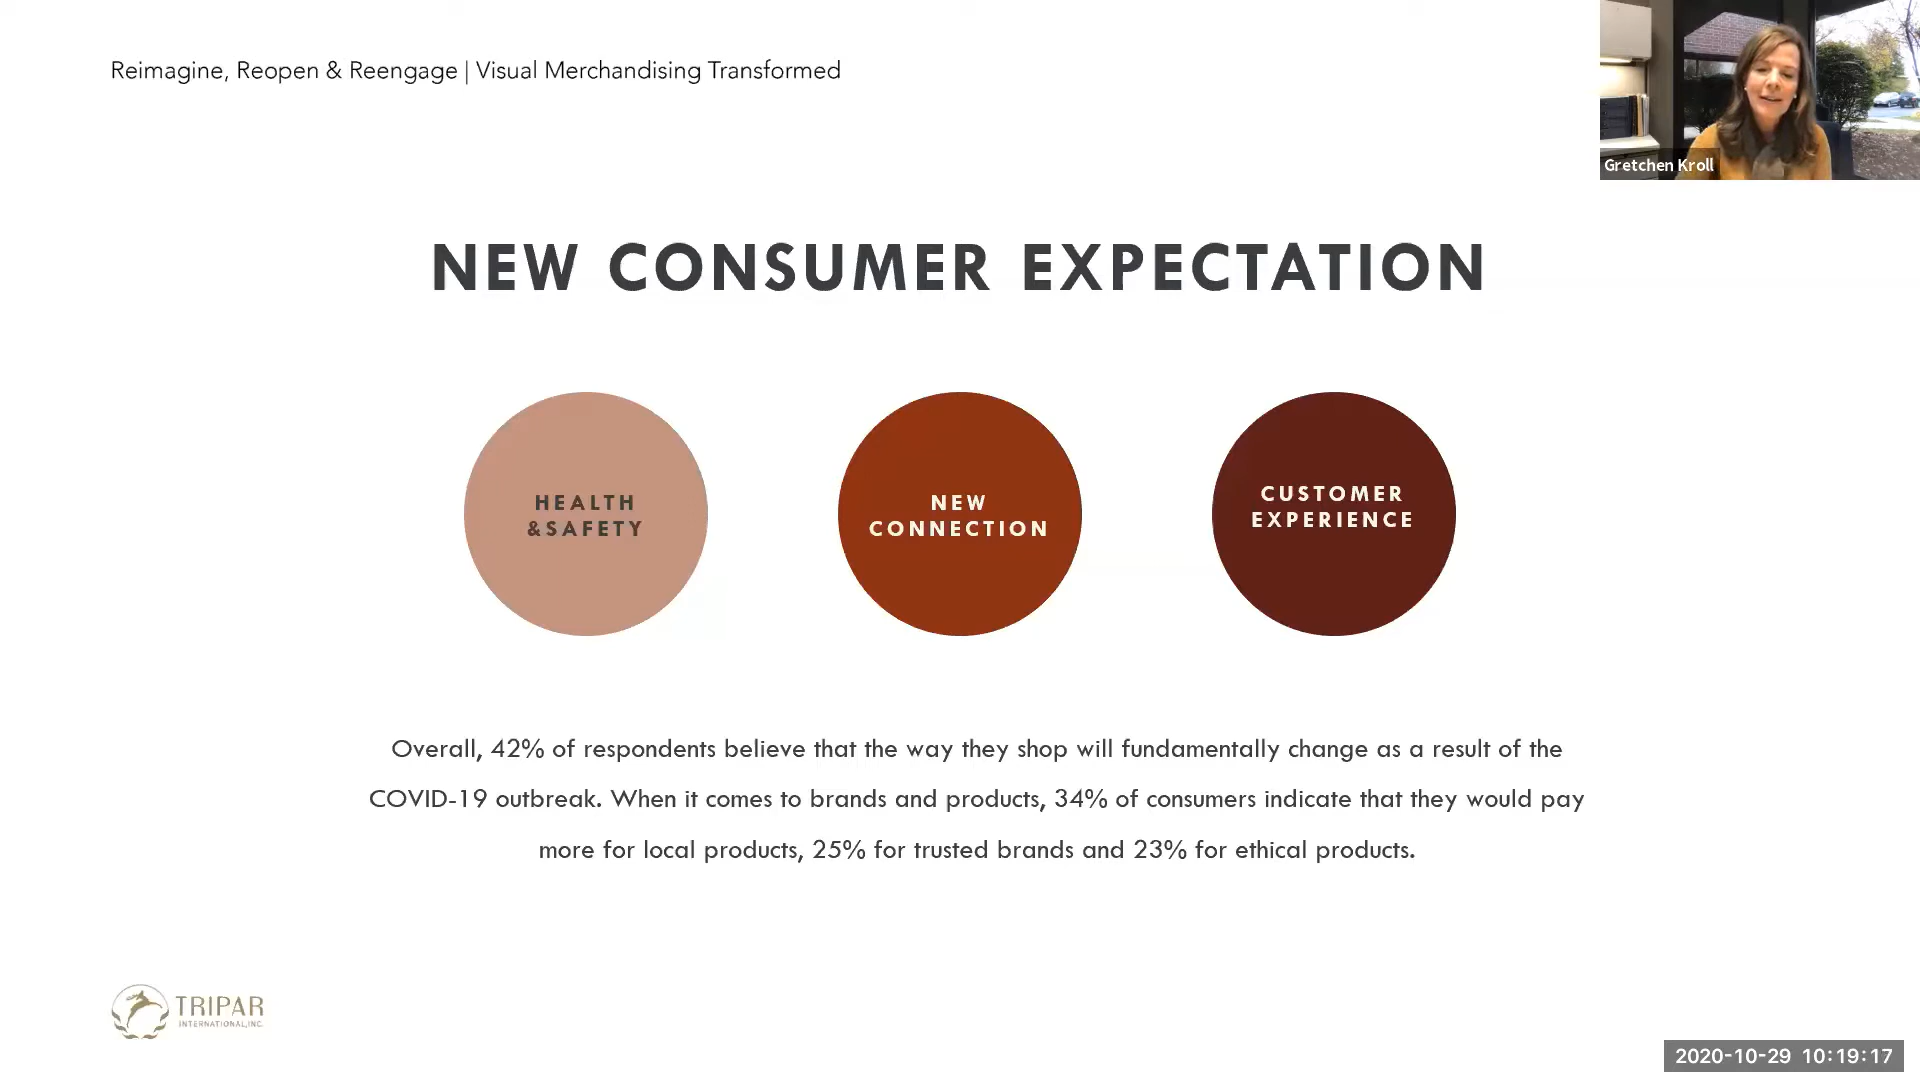 Reimagine, Reopen & Reengage | Visual Merchandising Transformed
Gretchen Kroll
NEW CONSUMER EXPECTATION
HEALTH
&SAFETY
NEW
CONNECTION
CUSTOMER
EXPERIENCE
Overall, 42% of respondents believe that the way they shop will fundamentally change as a result of the
COVID-19 outbreak. When it comes to brands and products, 34% of consumers indicate that they would pay
more for local products, 25% for trusted brands and 23% for ethical products.
TRIPAR
INTERNATIONAL,INC.
2020-10-29 10:19:17